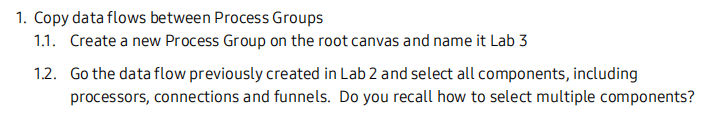 1. Copy data flows between Process Groups
1.1. Create a new Process Group on the root canvas and name it Lab 3
1.2. Go the data flow previously created in Lab 2 and select all components, including
processors, connections and funnels. Do you recall how to select multiple components?